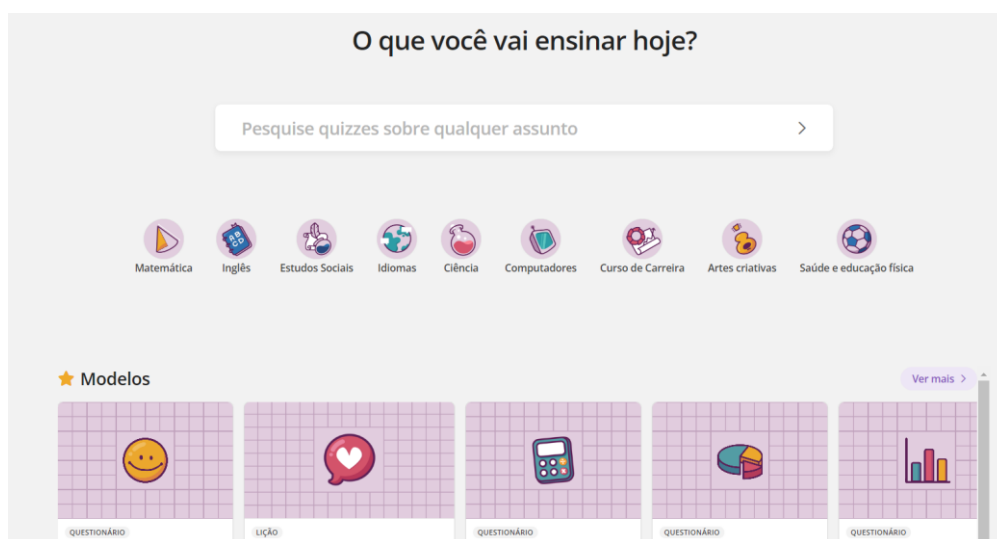 O que você vai ensinar hoje?
Pesquise quizzes sobre qualquer assunto
Matemática
Inglês
Estudos Sociais
Idiomas
Ciência
Computadores
Curso de Carreira
Artes criativas
Saúde e educação física
Modelos
Ver mais
QUESTIONÁRIO
LIÇÃO
QUESTIONÁRIO
QUESTIONÁRIO
QUESTIONÁRIO